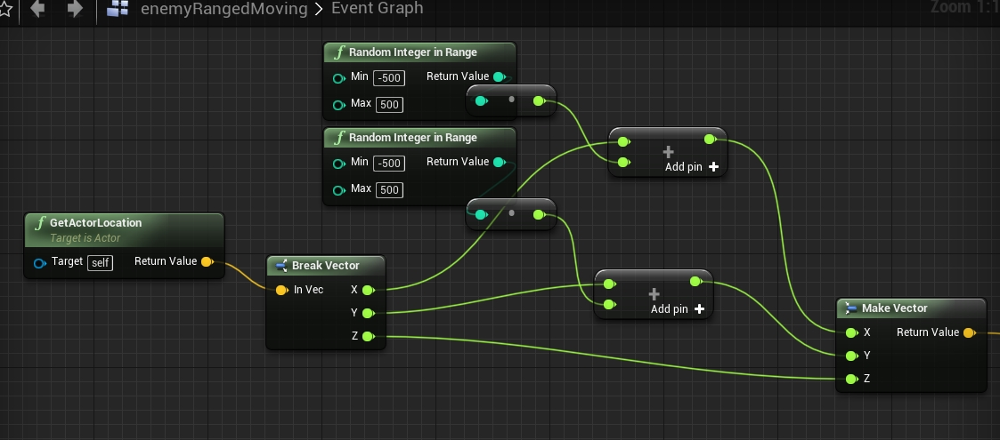 enemyRangedMoving > Event Graph
Zoom 1:1
f Random Integer in Range
Min -500 Return Value
Max 500
f Random Integer in Range
Min -500 Return Value
Max 500
+
Add pin +
f GetActorLocation
Target is Actor
Target self Return Value
Break Vector
In Vec X
Y
Z
+
Add pin +
Make Vector
X Return Value
Y
Z